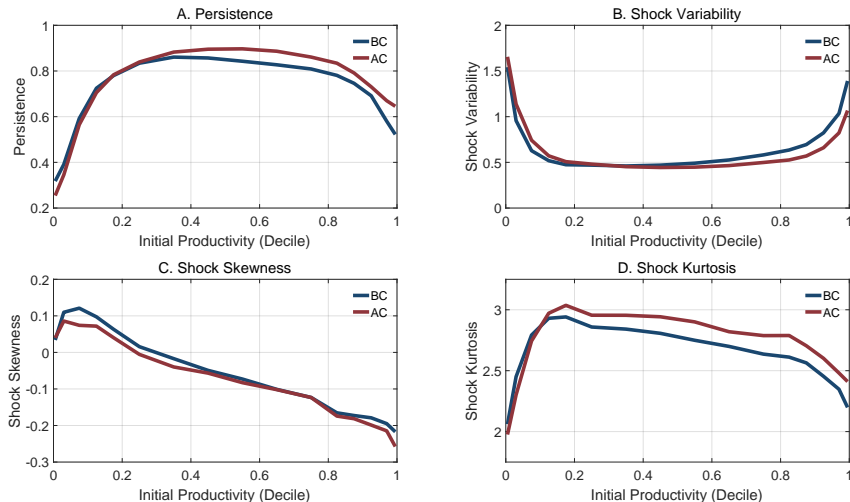 A. Persistence
1
0.8
0.6
0.4
0.2
Persistence
BC
AC
0 0.2 0.4 0.6 0.8 1
Initial Productivity (Decile)
B. Shock Variability
2
1.5
1
0.5
0
Shock Variability
BC
AC
0 0.2 0.4 0.6 0.8 1
Initial Productivity (Decile)
C. Shock Skewness
0.2
0.1
0
-0.1
-0.2
-0.3
Shock Skewness
BC
AC
0 0.2 0.4 0.6 0.8 1
Initial Productivity (Decile)
D. Shock Kurtosis
3
2.5
2
Shock Kurtosis
BC
AC
0 0.2 0.4 0.6 0.8 1
Initial Productivity (Decile)